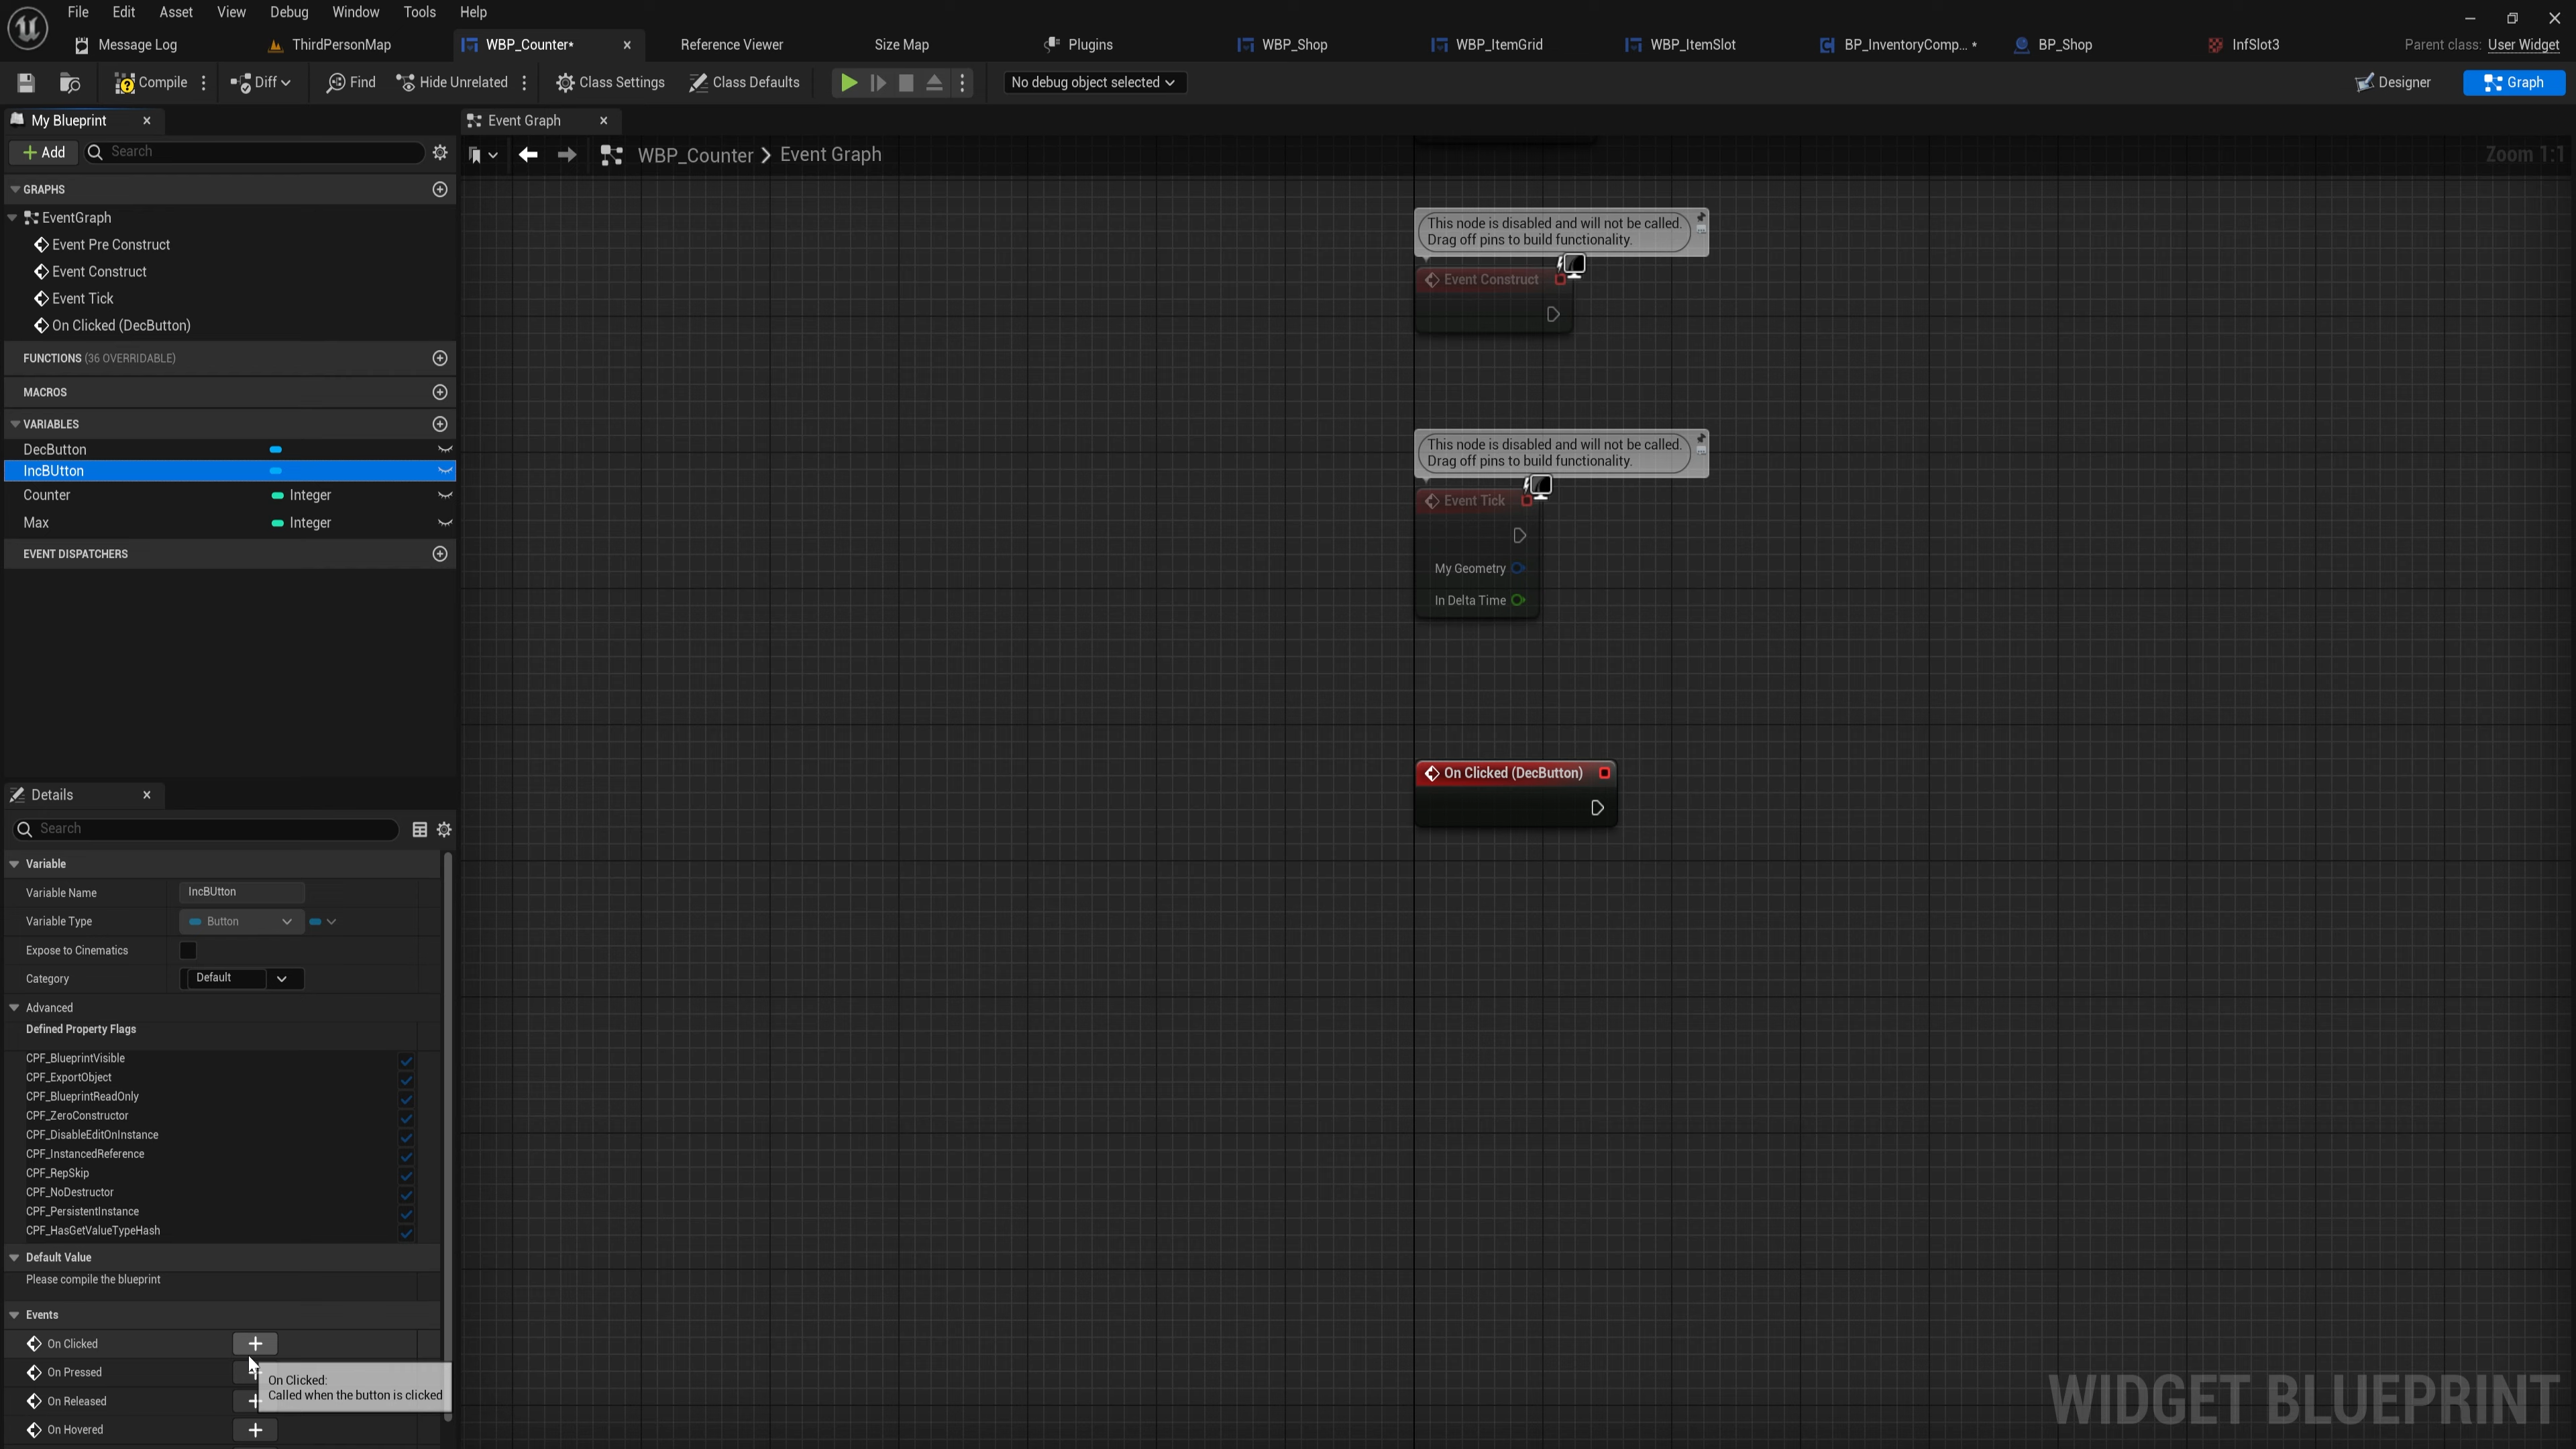 File Edit Asset View Debug Window Tools Help
Message Log ThirdPersonMap WBP_Counter* Reference Viewer Size Map Plugins WBP_Shop WBP_ItemGrid WBP_ItemSlot BP_InventoryComp... * BP_Shop InfSlot3 Parent class: User Widget
Compile Diff Find Hide Unrelated Class Settings Class Defaults No debug object selected Designer Graph
My Blueprint
Event Graph
Add Search
WBP_Counter > Event Graph
Zoom 1:1
GRAPHS
EventGraph
Event Pre Construct
Event Construct
Event Tick
On Clicked (DecButton)
FUNCTIONS (36 OVERRIDABLE)
MACROS
VARIABLES
DecButton
IncBUtton
Counter Integer
Max Integer
EVENT DISPATCHERS
This node is disabled and will not be called.
Drag off pins to build functionality.
Event Construct
This node is disabled and will not be called.
Drag off pins to build functionality.
Event Tick
My Geometry
In Delta Time
On Clicked (DecButton)
Details
Search
Variable
Variable Name IncBUtton
Variable Type Button
Expose to Cinematics
Category Default
Advanced
Defined Property Flags
CPF_BlueprintVisible
CPF_ExportObject
CPF_BlueprintReadOnly
CPF_ZeroConstructor
CPF_DisableEditOnInstance
CPF_InstancedReference
CPF_RepSkip
CPF_NoDestructor
CPF_PersistentInstance
CPF_HasGetValueTypeHash
Default Value
Please compile the blueprint
Events
On Clicked
On Pressed
On Released
On Hovered
On Clicked:
Called when the button is clicked
WIDGET BLUEPRINT